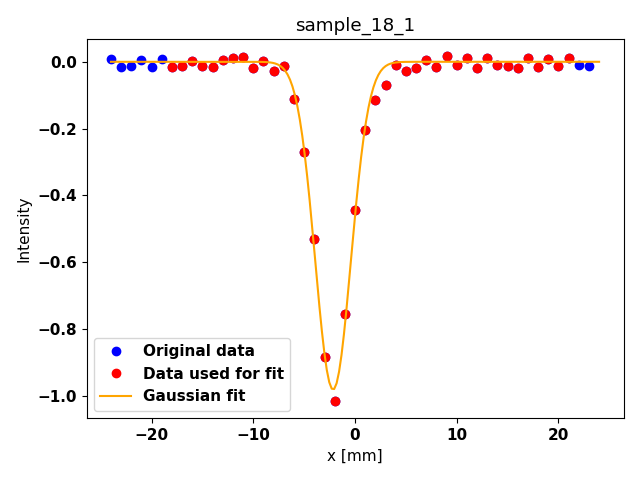 sample_18_1
0.0
−0.2
−0.4
−0.6
−0.8
−1.0
Intensity
Original data
Data used for fit
Gaussian fit
−20 −10 0 10 20
x [mm]